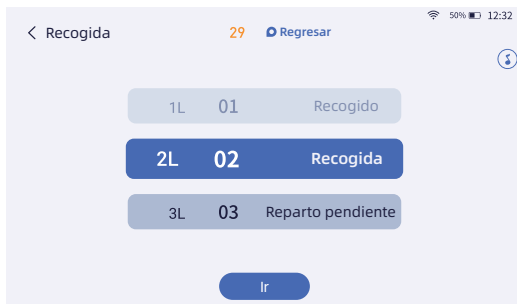 50% 12:32
Recogida 29 Regresar
1L 01 Recogido
2L 02 Recogida
3L 03 Reparto pendiente
Ir